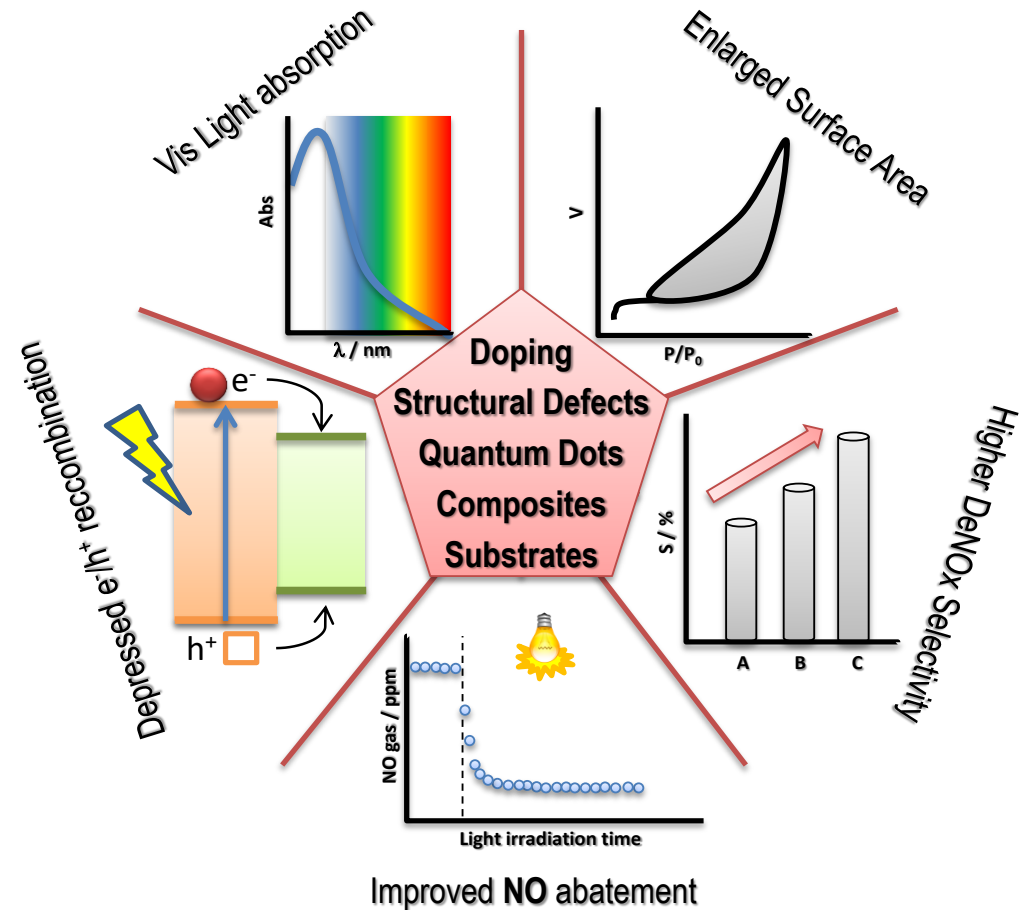 Vis Light absorption
Abs
λ / nm
Enlarged Surface Area
V
P/P₀
Doping
Structural Defects
Quantum Dots
Composites
Substrates
Depressed e⁻/h⁺ reccombination
e⁻
h⁺
Higher DeNOx Selectivity
S / %
A B C
NO gas / ppm
Light irradiation time
Improved NO abatement